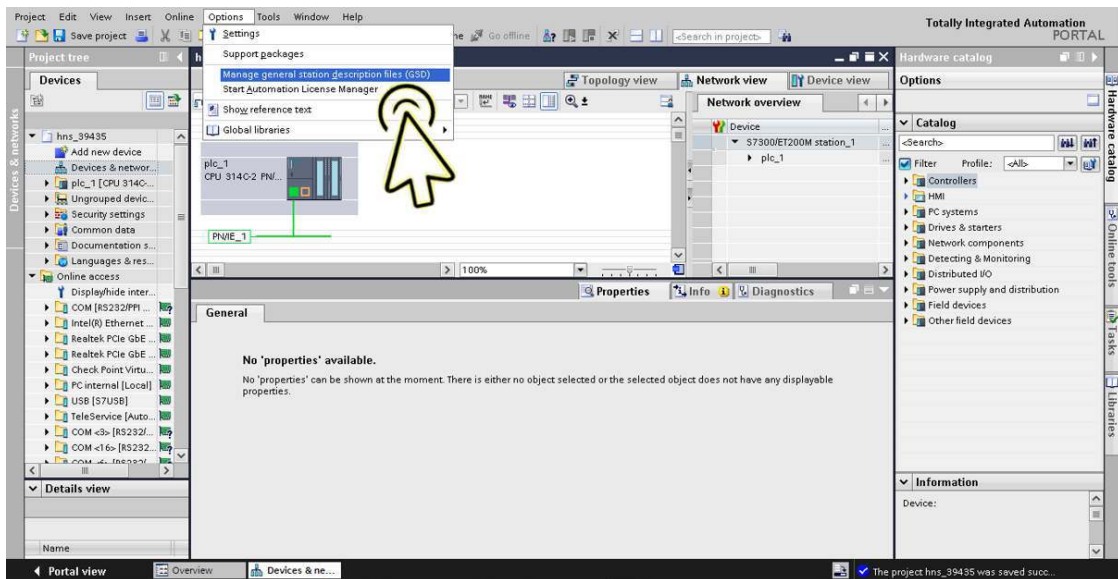 Project Edit View Insert Online Options Tools Window Help
Totally Integrated Automation
PORTAL
Save project
Go offline
<Search in project>
Settings
Support packages
Manage general station description files (GSD)
Start Automation License Manager
Show reference text
Global libraries
Project tree
Devices
Devices & networks
hns_39435
Add new device
Devices & networ...
plc_1 [CPU 314C-...
Ungrouped devic...
Security settings
Common data
Documentation s...
Languages & res...
Online access
Display/hide inter...
COM [RS232/PPI ...
Intel(R) Ethernet ...
Realtek PCIe GbE ...
Realtek PCIe GbE ...
Check Point Virtu...
PC internal [Local]
USB [S7USB]
TeleService [Auto...
COM <3> [RS232/...
COM <16> [RS232...
Details view
Name
Topology view
Network view
Device view
plc_1
CPU 314C-2 PN/...
PN/IE_1
100%
Network overview
Device
S7300/ET200M station_1
plc_1
Properties
Info
Diagnostics
General
No 'properties' available.
No 'properties' can be shown at the moment. There is either no object selected or the selected object does not have any displayable
properties.
Hardware catalog
Options
Catalog
<Search>
Filter Profile: <All>
Controllers
HMI
PC systems
Drives & starters
Network components
Detecting & Monitoring
Distributed I/O
Power supply and distribution
Field devices
Other field devices
Information
Device:
Hardware catalog
Online tools
Tasks
Libraries
Portal view
Overview
Devices & ne...
The project hns_39435 was saved succ...